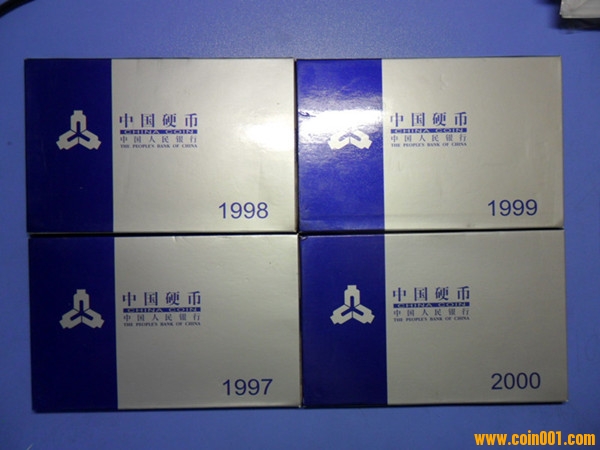 中国硬币
CHINA COIN
中国人民银行
THE PEOPLE'S BANK OF CHINA
1998
中国硬币
CHINA COIN
中国人民银行
THE PEOPLE'S BANK OF CHINA
1999
中国硬币
CHINA COIN
中国人民银行
THE PEOPLE'S BANK OF CHINA
1997
中国硬币
CHINA COIN
中国人民银行
THE PEOPLE'S BANK OF CHINA
2000
www.coin001.com